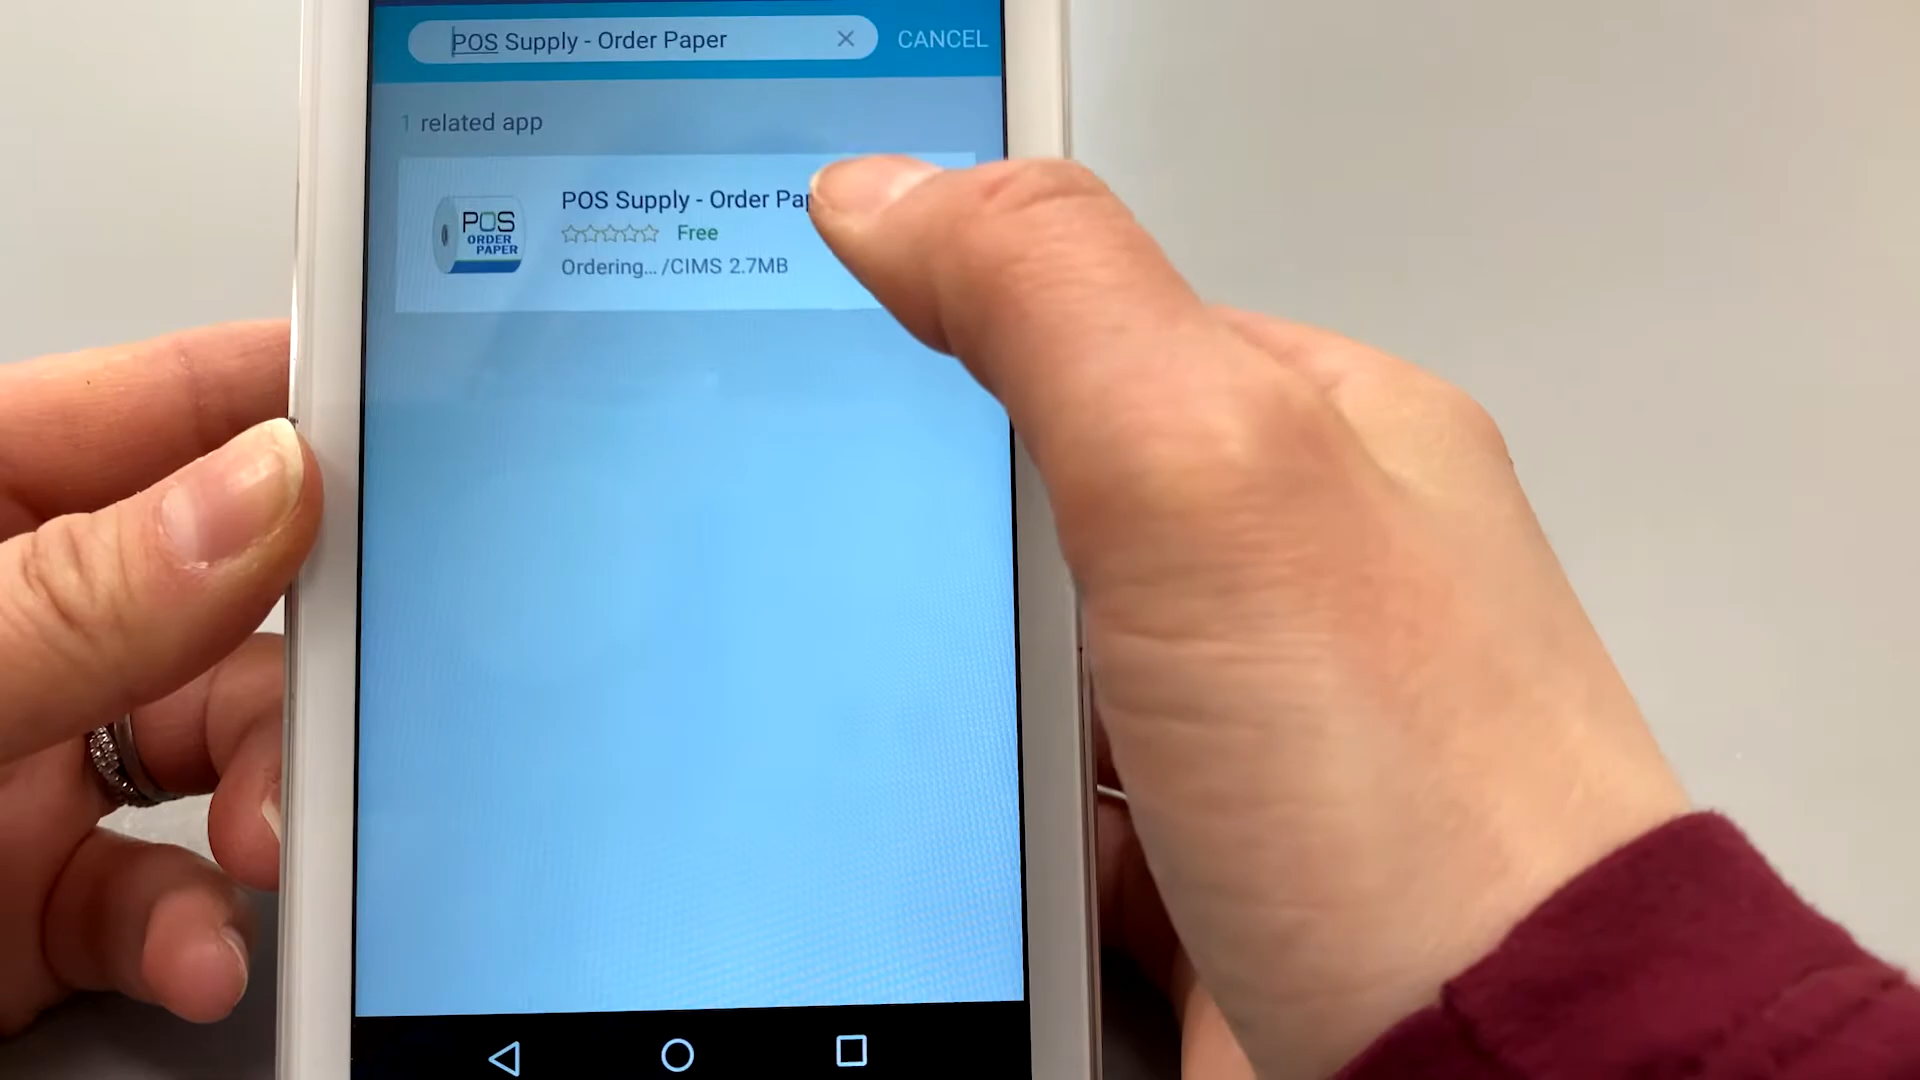 POS Supply - Order Paper
CANCEL
1 related app
POS Supply - Order Pap
Free
Ordering... /CIMS 2.7MB
POS
ORDER
PAPER